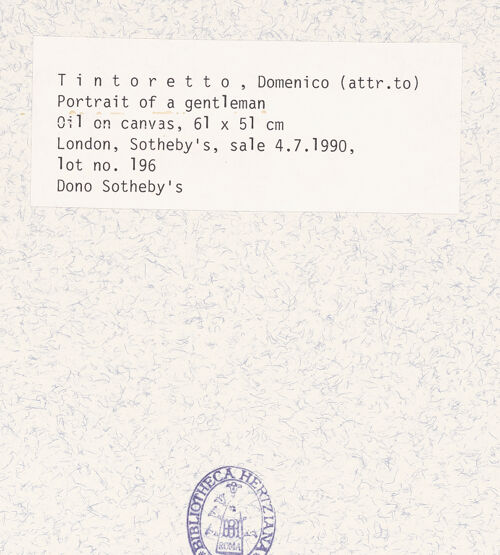 Tintoretto, Domenico (attr.to)
Portrait of a gentleman
Oil on canvas, 61 x 51 cm
London, Sotheby's, sale 4.7.1990,
lot no. 196
Dono Sotheby's
BIBLIOTHECA HERTZIANA
ROMA